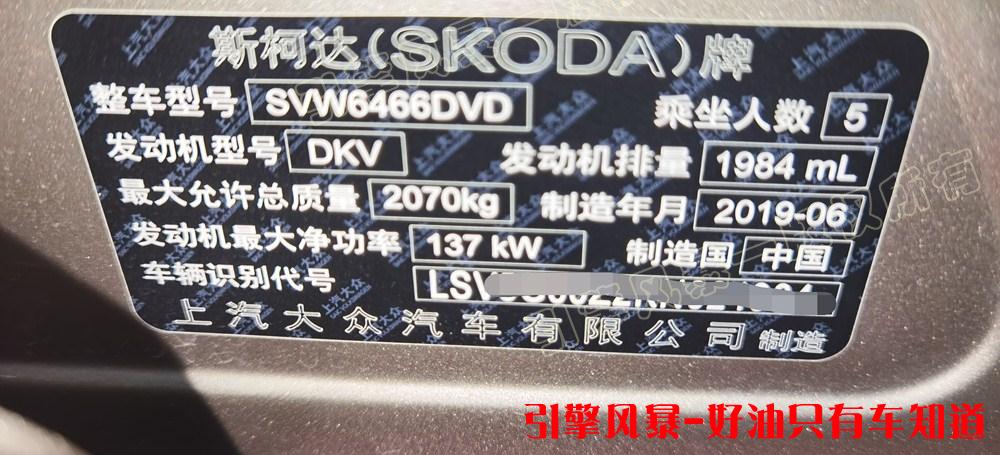 斯柯达(SKODA)牌
整车型号 SVW6466DVD 乘坐人数 5
发动机型号 DKV 发动机排量 1984 mL
最大允许总质量 2070kg 制造年月 2019-06
发动机最大净功率 137 kW 制造国 中国
车辆识别代号 LSV
上汽大众汽车有限公司 制造
引擎风暴-好油只有车知道